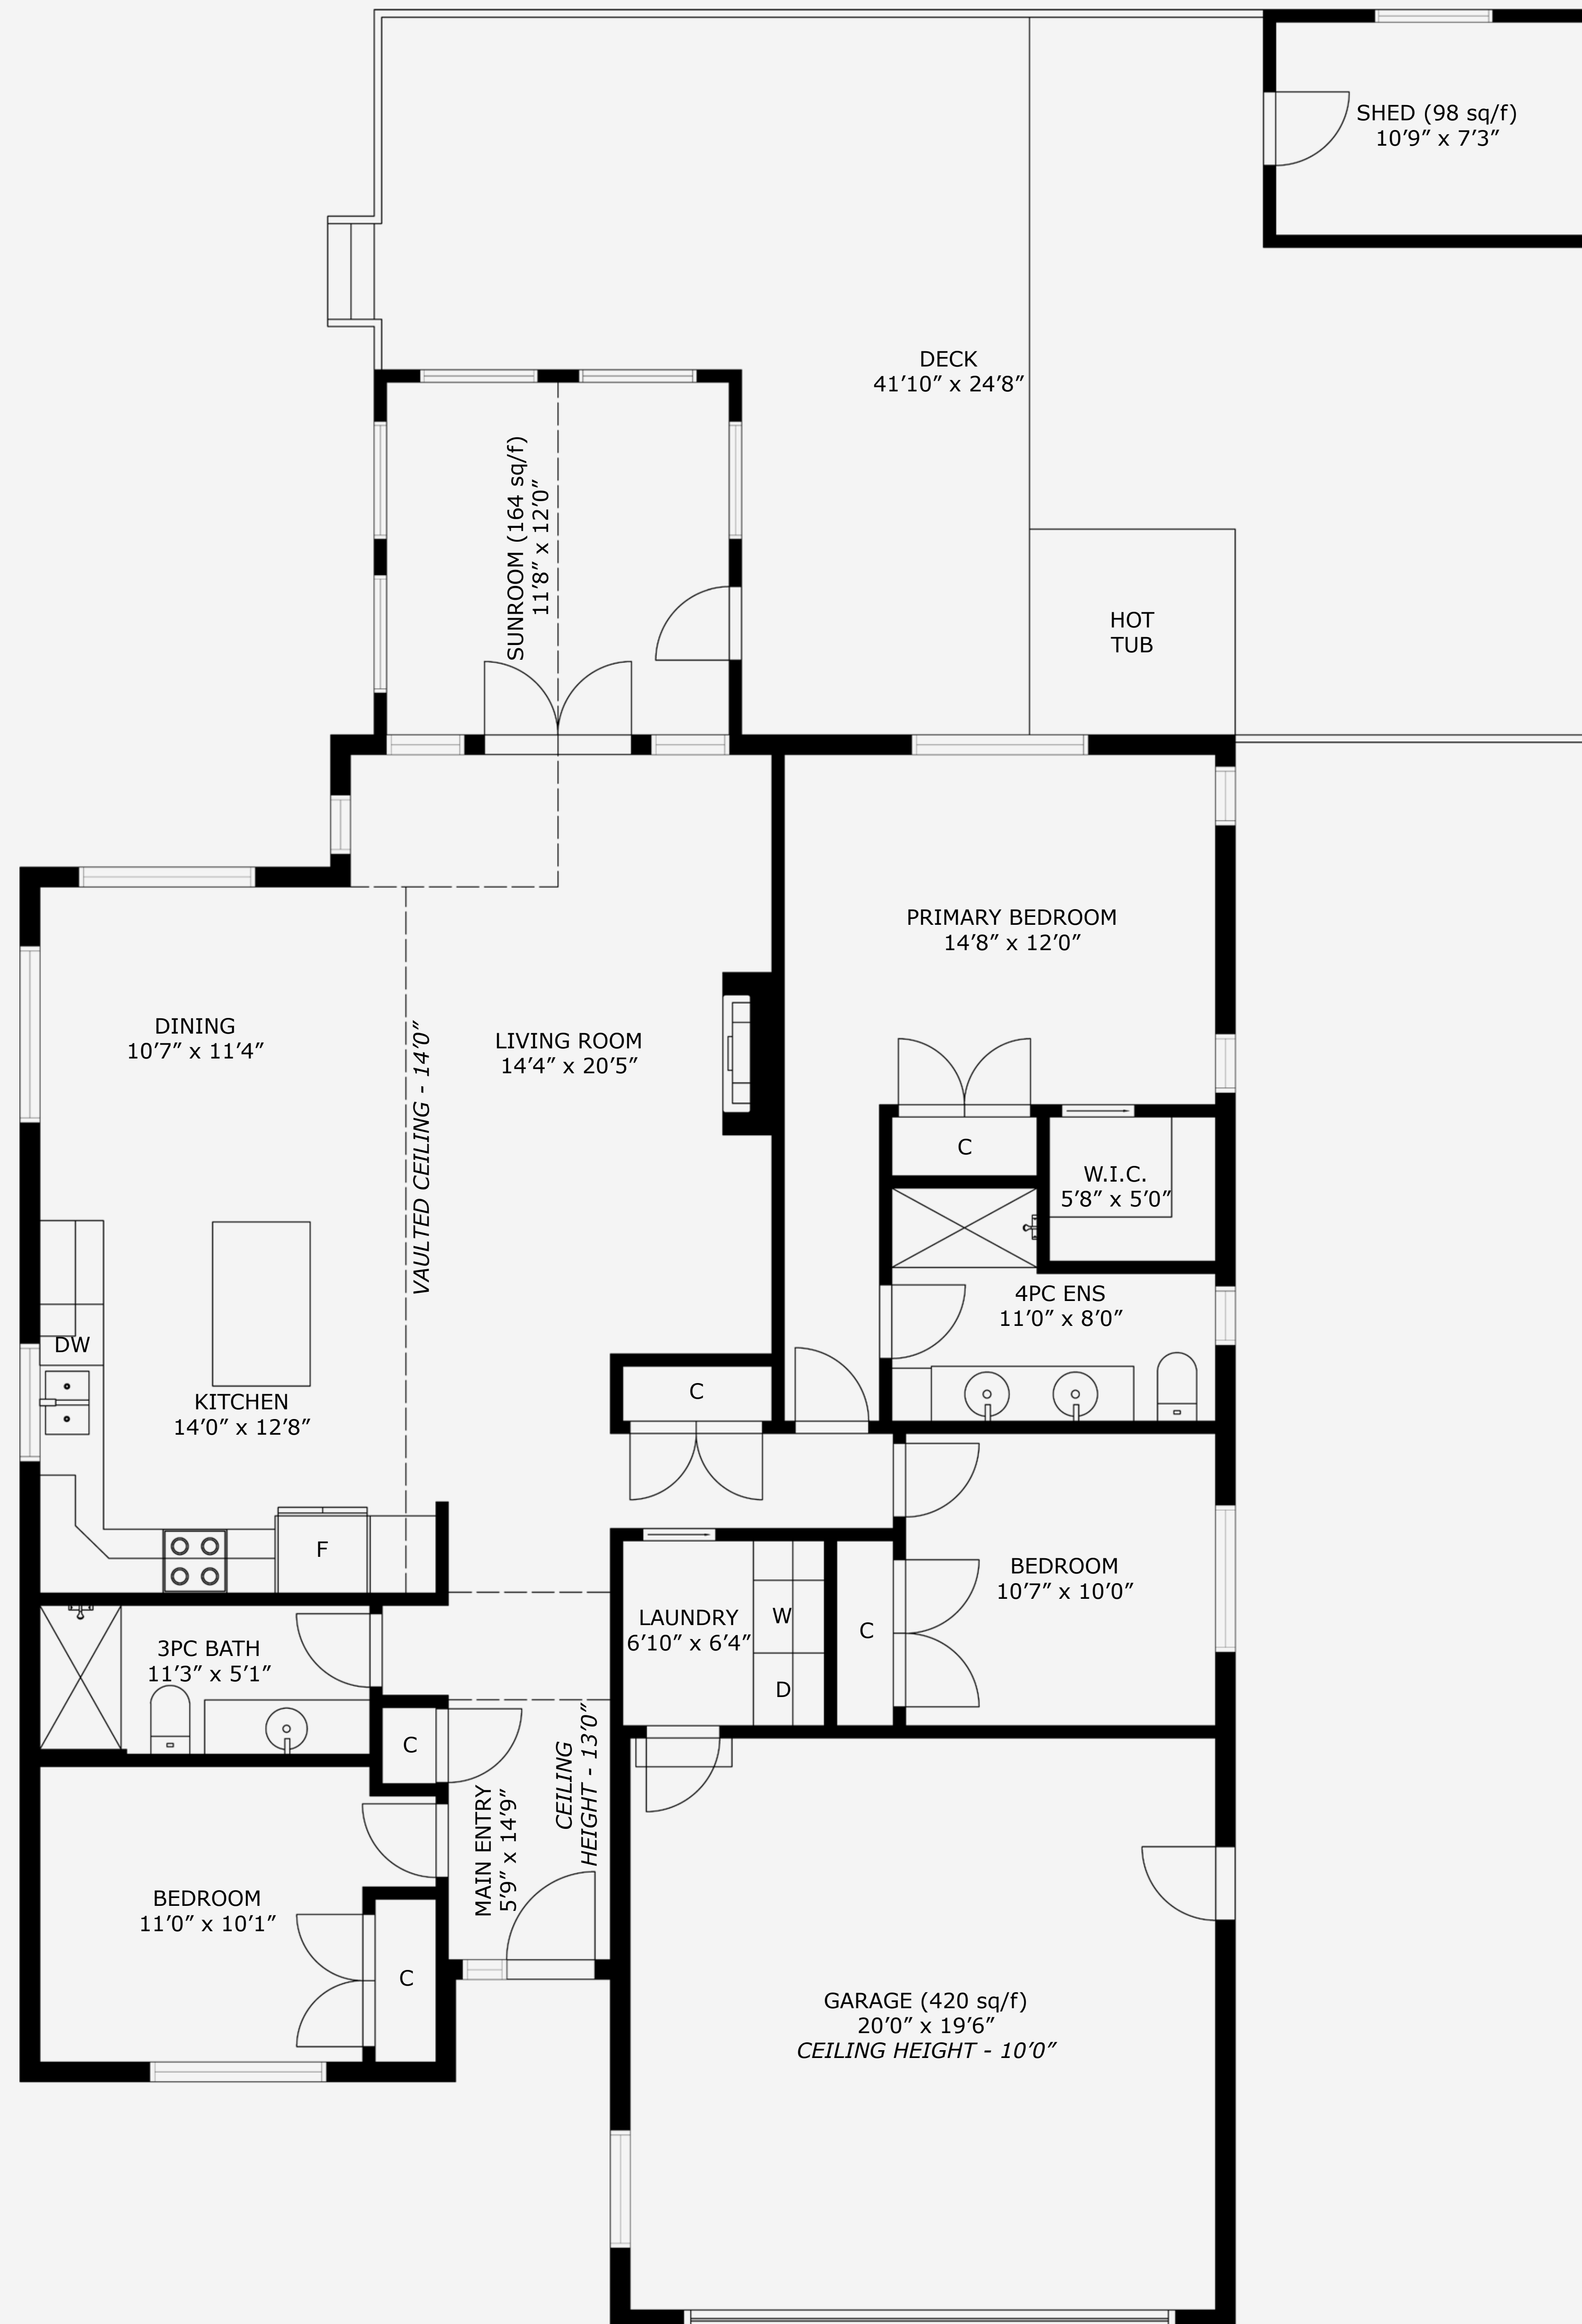 SHED (98 sq/f)
10′9″ x 7′3″
DECK
41′10″ x 24′8″
SUNROOM (164 sq/f)
11′8″ x 12′0″
HOT
TUB
PRIMARY BEDROOM
14′8″ x 12′0″
DINING
10′7″ x 11′4″
LIVING ROOM
14′4″ x 20′5″
VAULTED CEILING - 14′0″
C
W.I.C.
5′8″ x 5′0″
4PC ENS
11′0″ x 8′0″
DW
KITCHEN
14′0″ x 12′8″
C
F
BEDROOM
10′7″ x 10′0″
LAUNDRY
6′10″ x 6′4″
W
D
C
3PC BATH
11′3″ x 5′1″
C
CEILING
HEIGHT - 13′0″
MAIN ENTRY
5′9″ x 14′9″
BEDROOM
11′0″ x 10′1″
C
GARAGE (420 sq/f)
20′0″ x 19′6″
CEILING HEIGHT - 10′0″